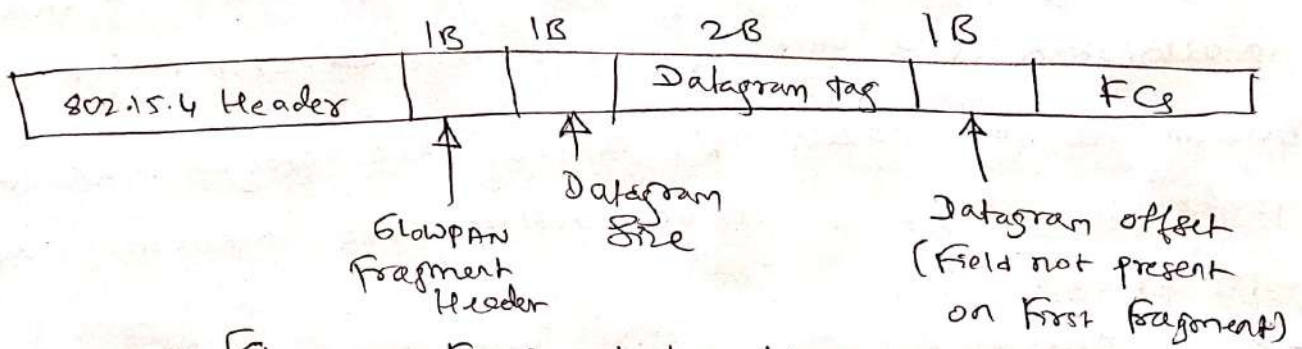 1B 1B 2B 1B
802.15.4 Header Datagram tag FCS
6LOWPAN Fragment Header
Datagram Size
Datagram offset
(Field not present
on First fragment)